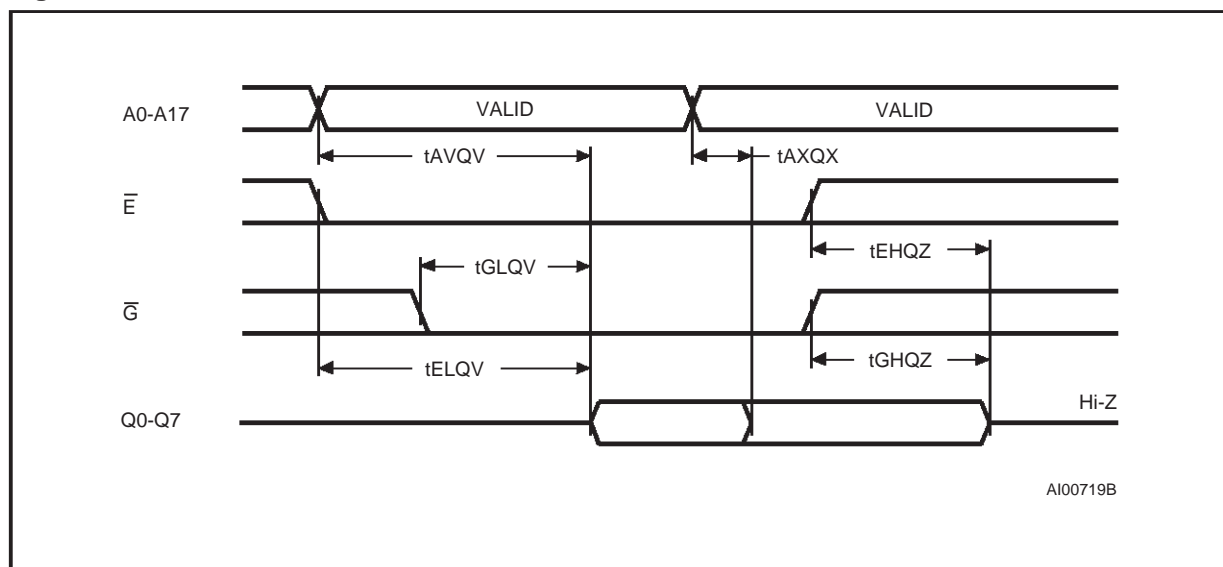 A0-A17
VALID
VALID
tAVQV
tAXQX
E̅
tEHQZ
tGLQV
G̅
tGHQZ
tELQV
Q0-Q7
Hi-Z
AI00719B